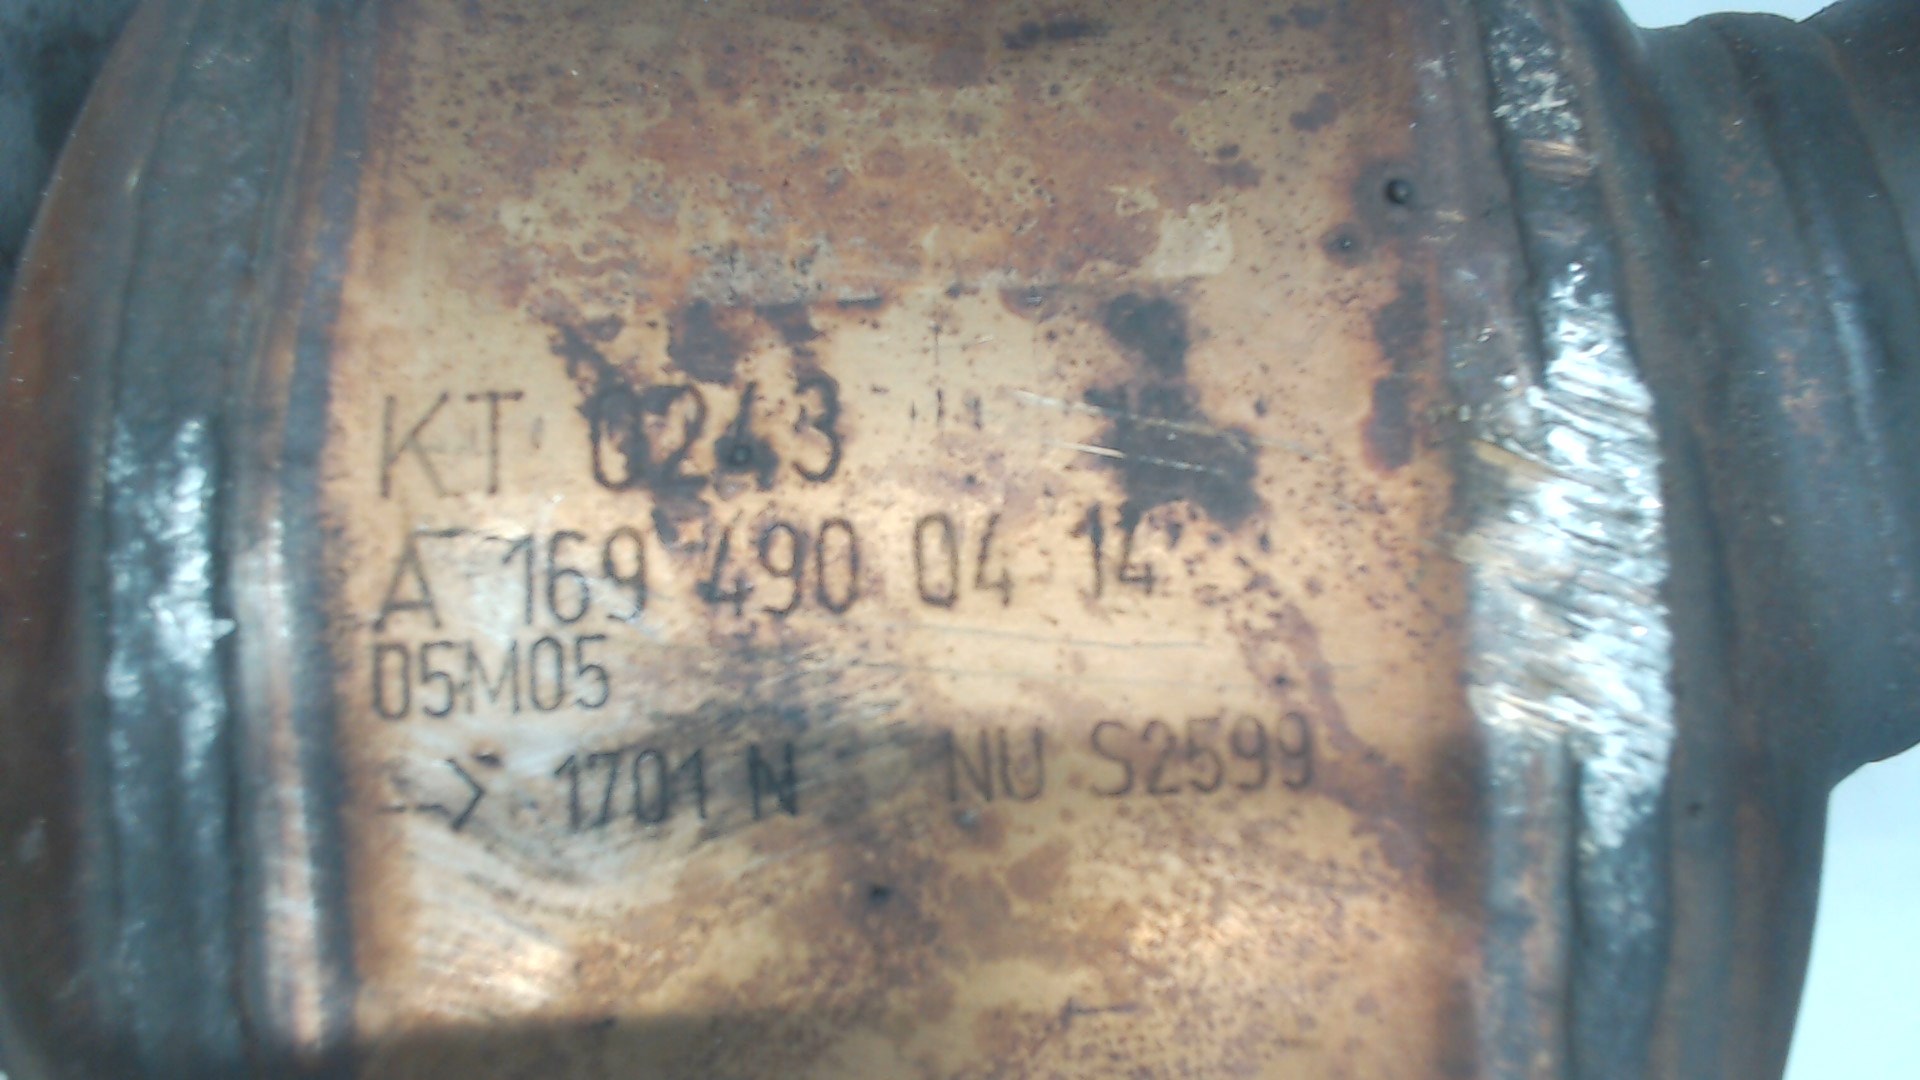 KT 0243
A 169 490 04 14
05M05
--> 1701 N NU S2599